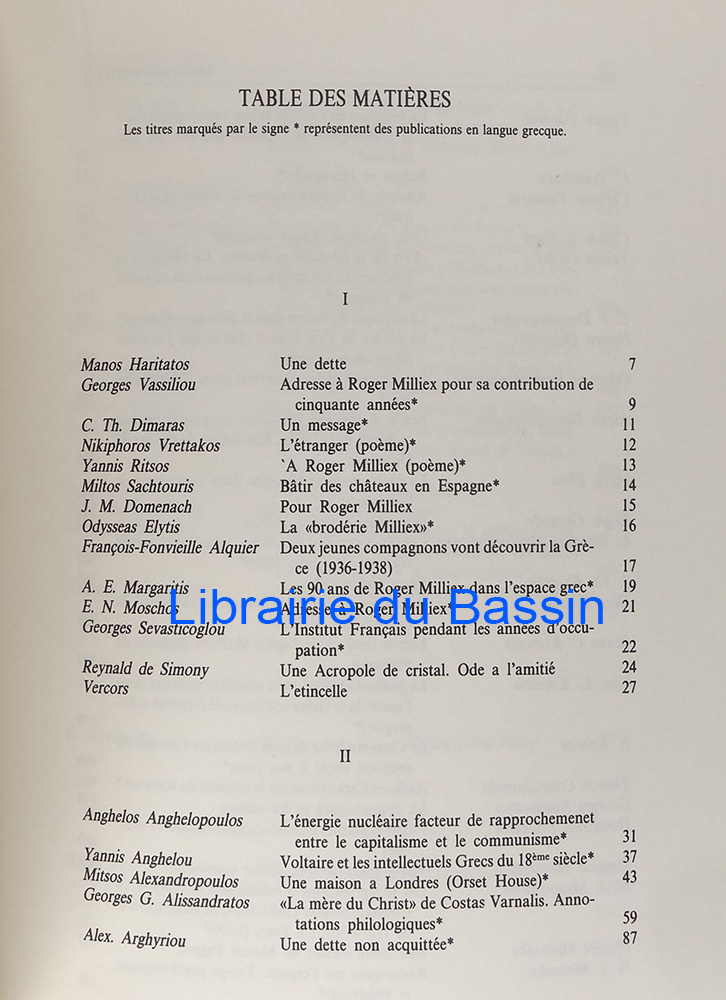 TABLE DES MATIÈRES
Les titres marqués par le signe * représentent des publications en langue grecque.
I
Manos Haritatos Une dette 7
Georges Vassiliou Adresse à Roger Milliex pour sa contribution de
cinquante années* 9
C. Th. Dimaras Un message* 11
Nikiphoros Vrettakos L'étranger (poème)* 12
Yannis Ritsos `A Roger Milliex (poème)* 13
Miltos Sachtouris Bâtir des châteaux en Espagne* 14
J. M. Domenach Pour Roger Milliex 15
Odysseas Elytis La «brodérie Milliex»* 16
François-Fonvieille Alquier Deux jeunes compagnons vont découvrir la Grè-
ce (1936-1938) 17
A. E. Margaritis Les 90 ans de Roger Milliex dans l'espace grec* 19
Librairie du Bassin
E. N. Moschos Adresse à Roger Milliex* 21
Georges Sevasticoglou L'Institut Français pendant les années d'occu-
pation* 22
Reynald de Simony Une Acropole de cristal. Ode a l'amitié 24
Vercors L'etincelle 27
II
Anghelos Anghelopoulos L'énergie nucléaire facteur de rapprochemenet
entre le capitalisme et le communisme* 31
Yannis Anghelou Voltaire et les intellectuels Grecs du 18ème siècle* 37
Mitsos Alexandropoulos Une maison a Londres (Orset House)* 43
Georges G. Alissandratos «La mère du Christ» de Costas Varnalis. Anno-
tations philologiques* 59
Alex. Arghyriou Une dette non acquittée* 87